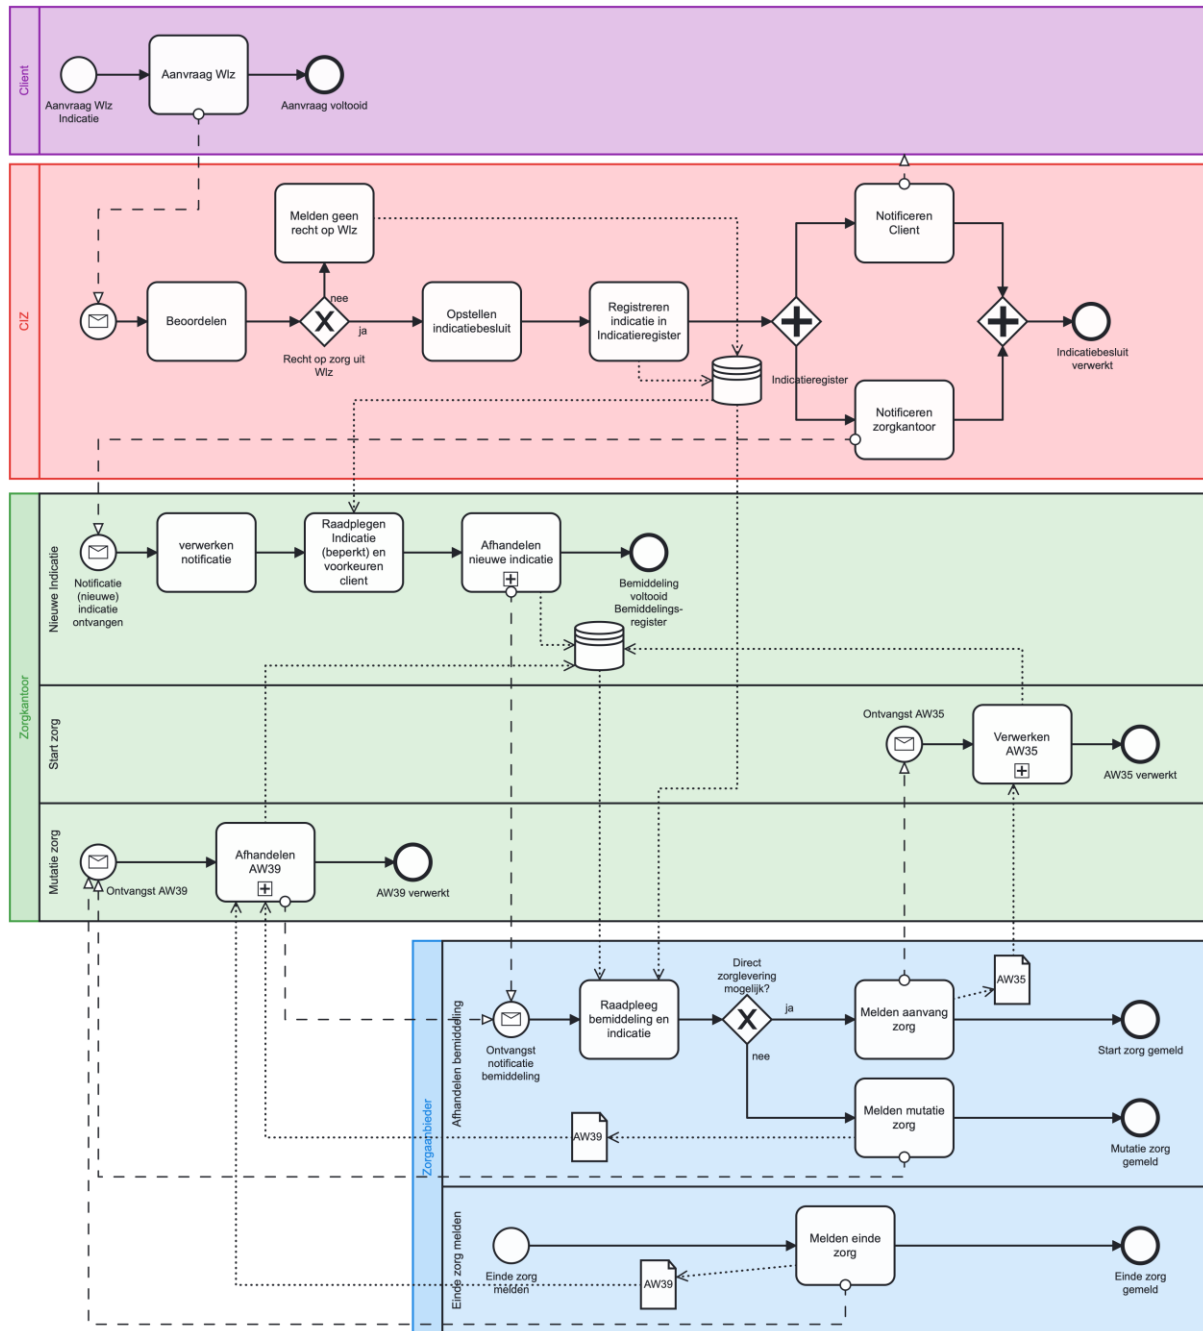 Client
Aanvraag Wlz
Indicatie
Aanvraag Wlz
Aanvraag voltooid
CIZ
Melden geen
recht op Wlz
Notificeren
Client
Beoordelen
nee
ja
Recht op zorg uit
Wlz
Opstellen
indicatiebesluit
Registreren
indicatie in
Indicatieregister
Indicatieregister
Notificeren
zorgkantoor
Indicatiebesluit
verwerkt
Zorgkantoor
Nieuwe Indicatie
Notificatie
(nieuwe)
indicatie
ontvangen
verwerken
notificatie
Raadplegen
Indicatie
(beperkt) en
voorkeuren
client
Afhandelen
nieuwe indicatie
Bemiddeling
voltooid
Bemiddelings-
register
Start zorg
Ontvangst AW35
Verwerken
AW35
AW35 verwerkt
Mutatie zorg
Ontvangst AW39
Afhandelen
AW39
AW39 verwerkt
Zorgaanbieder
Afhandelen bemiddeling
Ontvangst
notificatie
bemiddeling
Raadpleeg
bemiddeling en
indicatie
Direct
zorglevering
mogelijk?
ja
nee
Melden aanvang
zorg
AW35
Start zorg gemeld
Melden mutatie
zorg
AW39
Mutatie zorg
gemeld
Einde zorg melden
Einde zorg
melden
Melden einde
zorg
AW39
Einde zorg
gemeld